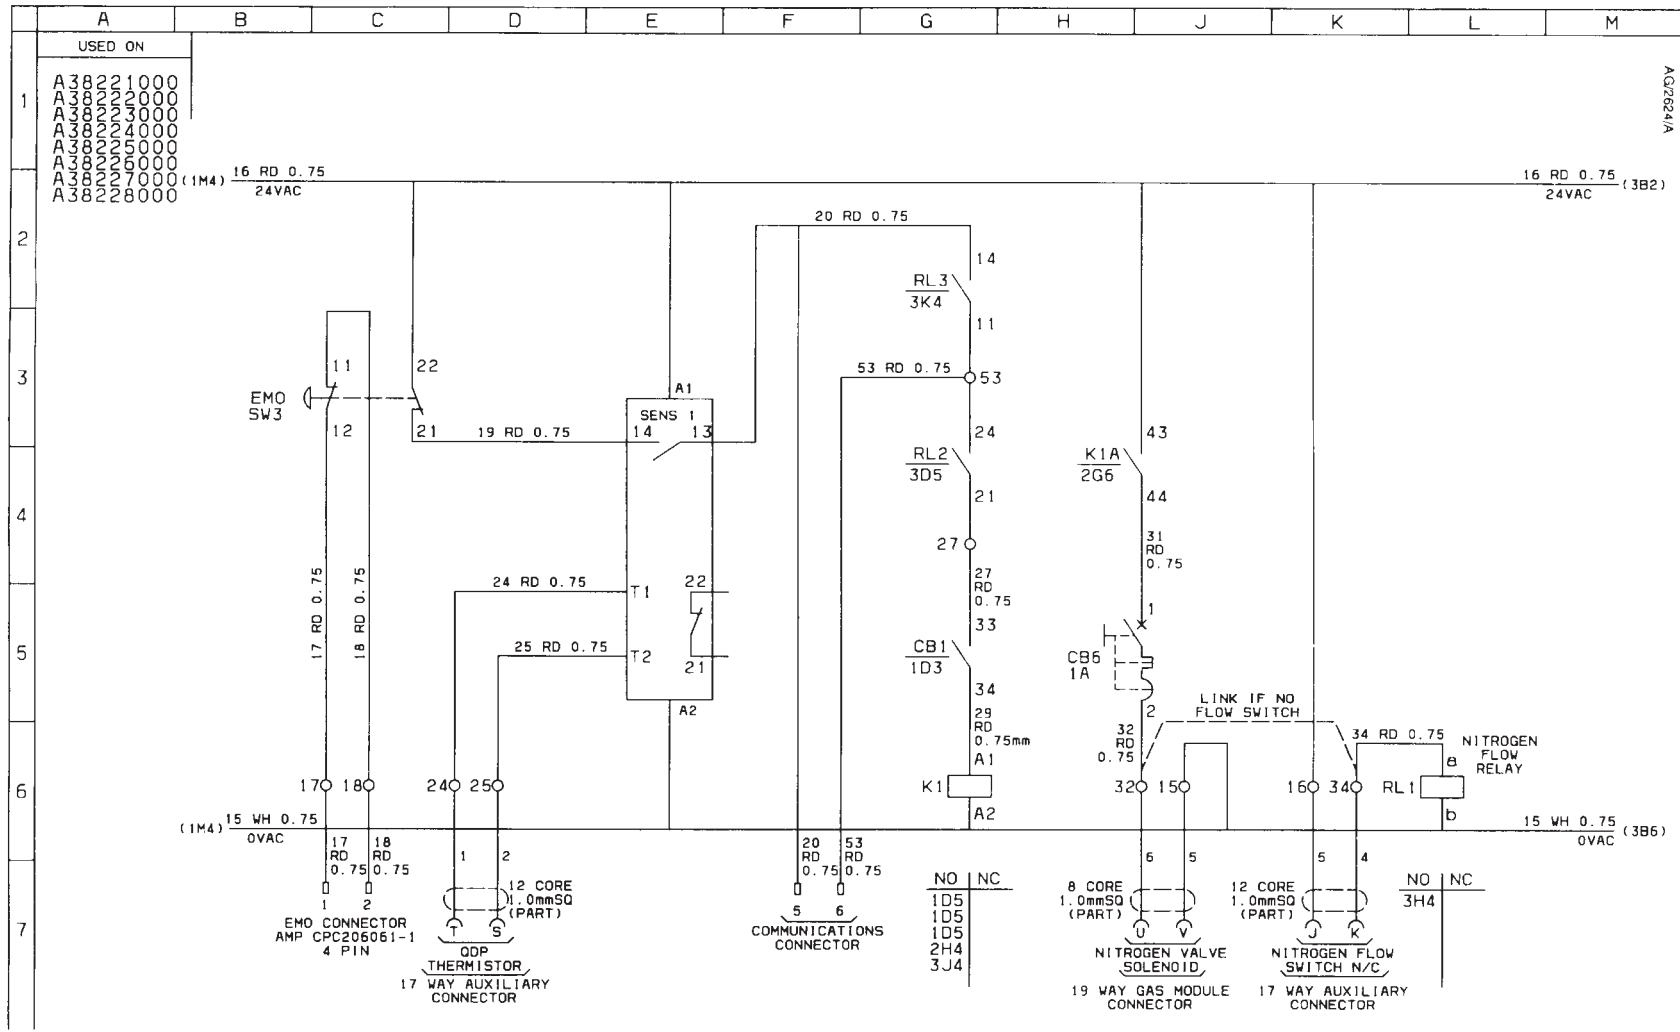 A B C D E F G H J K L M
USED ON
A38221000
A38222000
A38223000
A38224000
A38225000
A38226000
A38227000
A38228000
AG/2624/A
1
2
3
4
5
6
7
(1M4) 16 RD 0.75
24VAC
16 RD 0.75 (3B2)
24VAC
20 RD 0.75
14
RL3
3K4
11
53 RD 0.75
53
11
22
EMO
SW3
12
21
19 RD 0.75
A1
SENS 1
14
13
24
RL2
3D5
21
27
27
RD
0.75
33
43
K1A
2G6
44
31
RD
0.75
17 RD 0.75
18 RD 0.75
24 RD 0.75
T1
22
25 RD 0.75
T2
21
A2
CB1
1D3
34
29
RD
0.75mm
A1
K1
A2
1
CB6
1A
2
LINK IF NO
FLOW SWITCH
32
RD
0.75
34 RD 0.75
NITROGEN
FLOW
RELAY
a
RL1
b
17
18
24
25
32
15
16
34
(1M4) 15 WH 0.75
0VAC
15 WH 0.75 (3B6)
0VAC
17
RD
0.75
18
RD
0.75
1
2
EMO CONNECTOR
AMP CPC206061-1
4 PIN
1
2
12 CORE
1.0mmSQ
(PART)
T
S
QDP
THERMISTOR
17 WAY AUXILIARY
CONNECTOR
20
RD
0.75
53
RD
0.75
5
6
COMMUNICATIONS
CONNECTOR
NO NC
1D5
1D5
1D5
2H4
3J4
6
5
8 CORE
1.0mmSQ
(PART)
U
V
NITROGEN VALVE
SOLENOID
19 WAY GAS MODULE
CONNECTOR
5
4
12 CORE
1.0mmSQ
(PART)
J
K
NITROGEN FLOW
SWITCH N/C
17 WAY AUXILIARY
CONNECTOR
NO NC
3H4